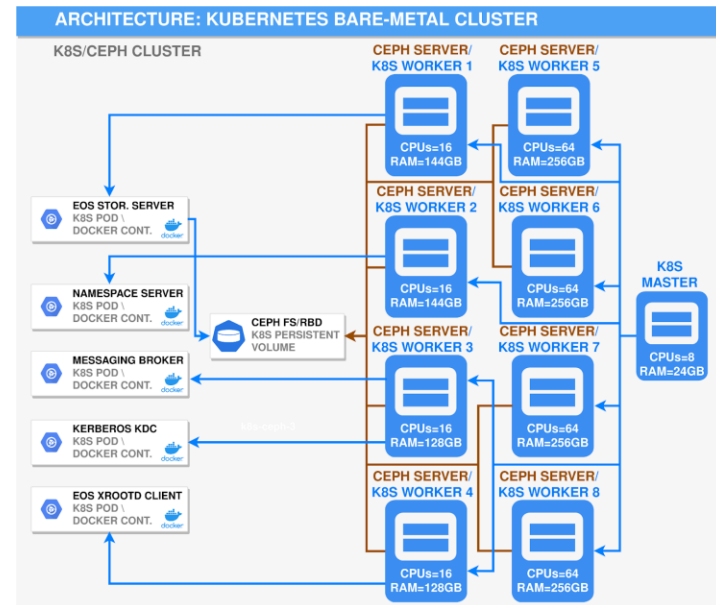 ARCHITECTURE: KUBERNETES BARE-METAL CLUSTER
K8S/CEPH CLUSTER
CEPH SERVER/
K8S WORKER 1
CPUs=16
RAM=144GB
CEPH SERVER/
K8S WORKER 5
CPUs=64
RAM=256GB
CEPH SERVER/
K8S WORKER 2
CPUs=16
RAM=144GB
CEPH SERVER/
K8S WORKER 6
CPUs=64
RAM=256GB
CEPH SERVER/
K8S WORKER 3
CPUs=16
RAM=128GB
CEPH SERVER/
K8S WORKER 7
CPUs=64
RAM=256GB
CEPH SERVER/
K8S WORKER 4
CPUs=16
RAM=128GB
CEPH SERVER/
K8S WORKER 8
CPUs=64
RAM=256GB
K8S
MASTER
CPUs=8
RAM=24GB
EOS STOR. SERVER
K8S POD \
DOCKER CONT.
docker
NAMESPACE SERVER
K8S POD \
DOCKER CONT.
docker
CEPH FS/RBD
K8S PERSISTENT
VOLUME
MESSAGING BROKER
K8S POD \
DOCKER CONT.
docker
KERBEROS KDC
K8S POD \
DOCKER CONT.
docker
EOS XROOTD CLIENT
K8S POD \
DOCKER CONT.
docker